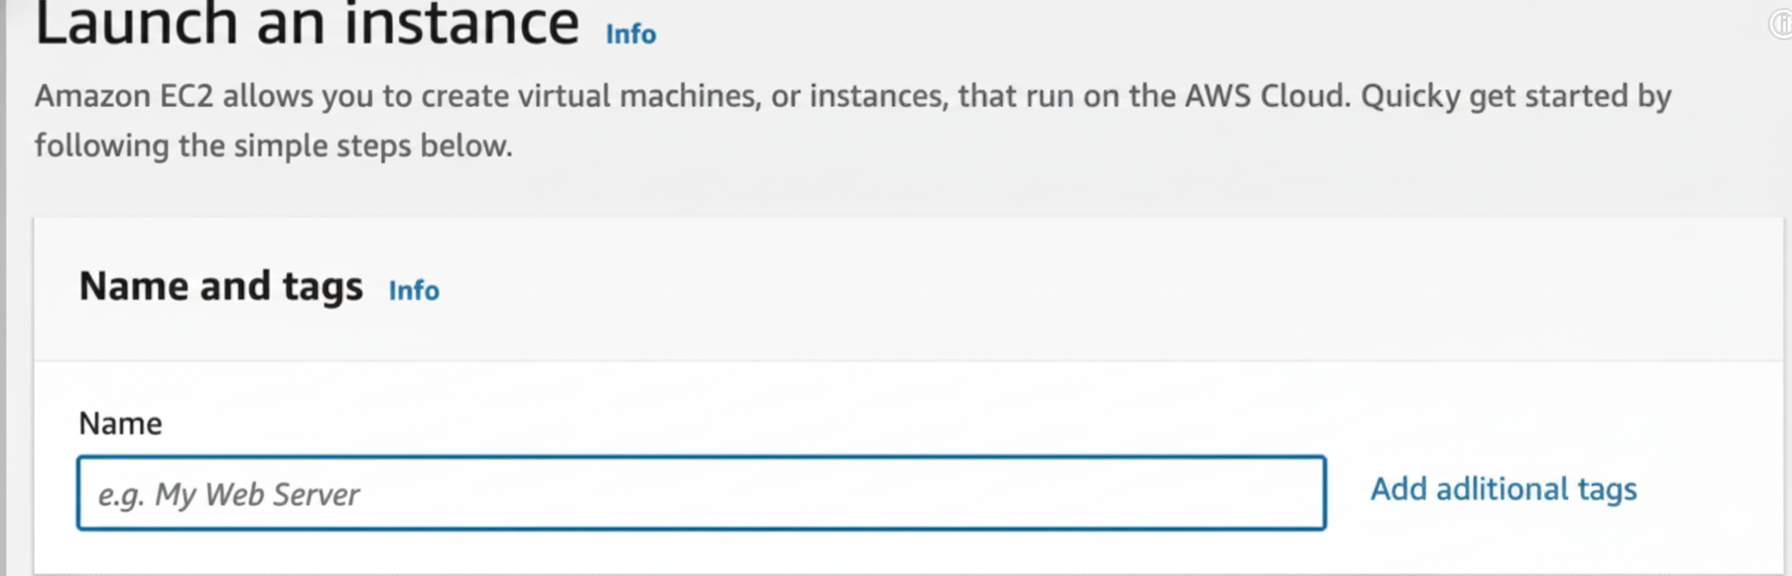 Launch an instance Info
Amazon EC2 allows you to create virtual machines, or instances, that run on the AWS Cloud. Quicky get started by
following the simple steps below.
Name and tags Info
Name
e.g. My Web Server
Add adlitional tags